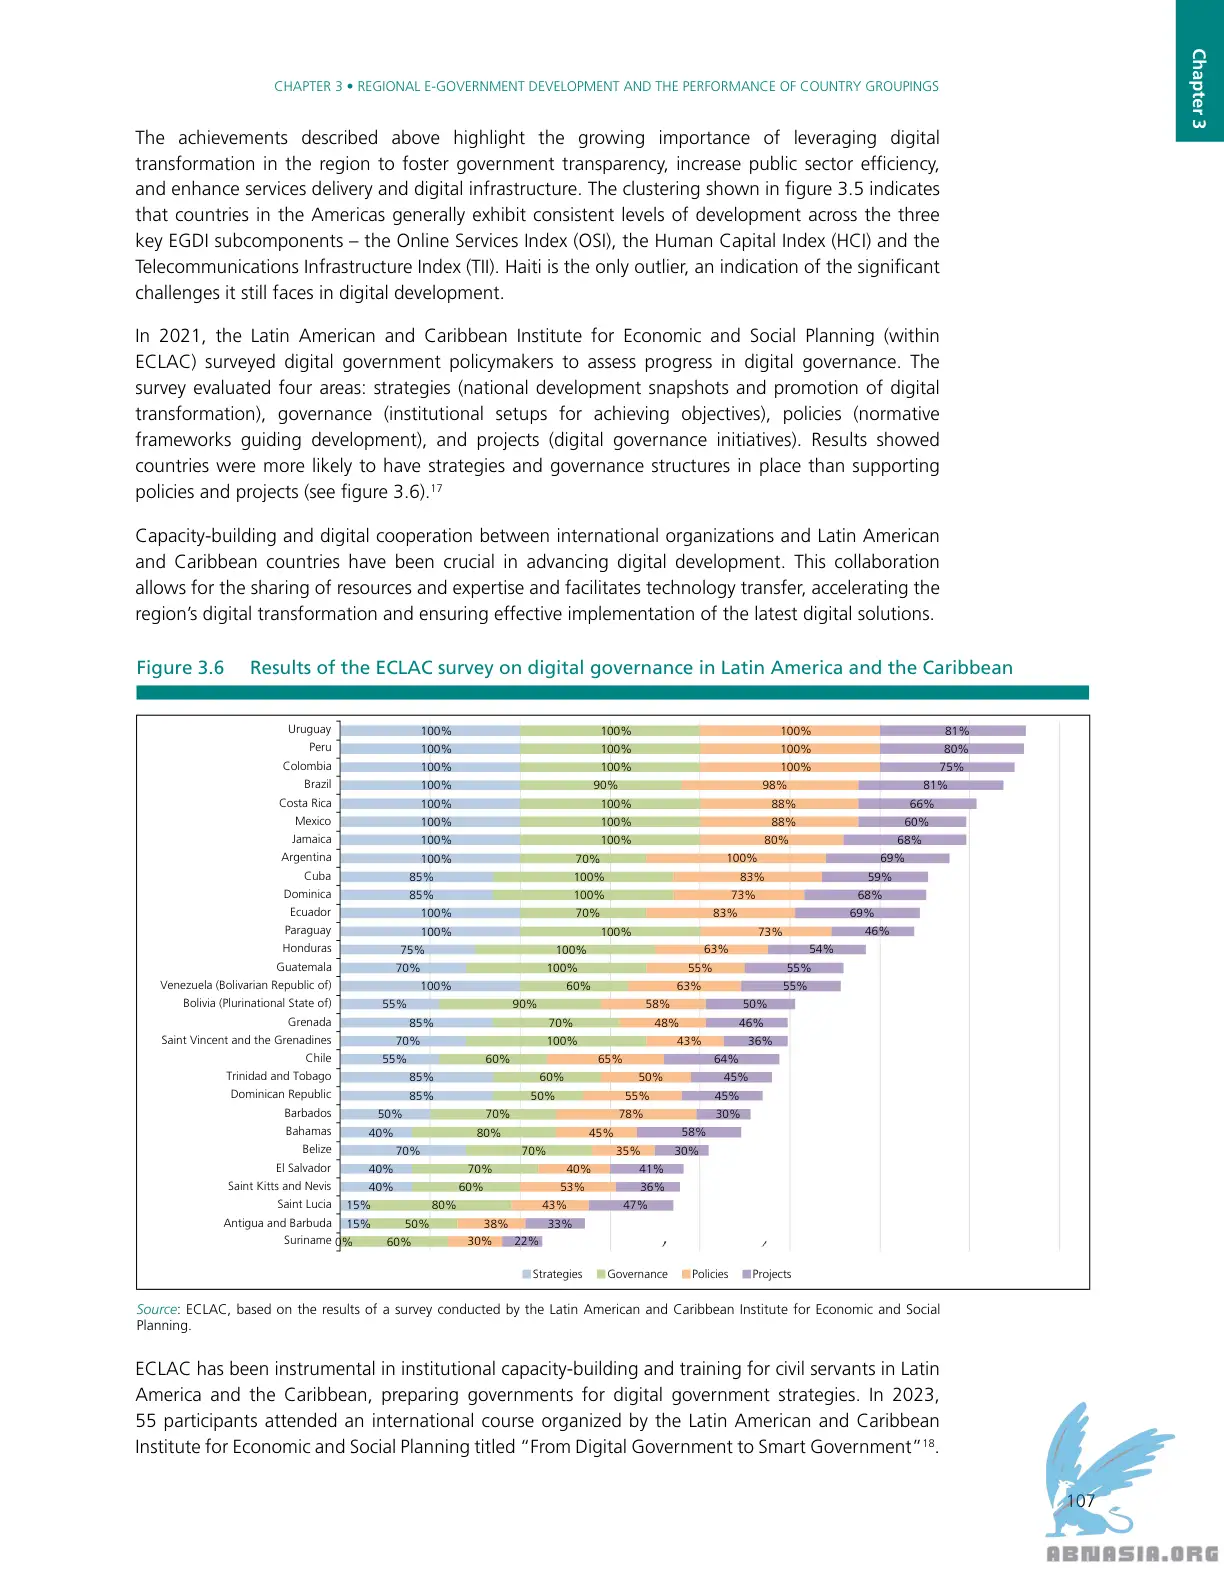 Chapter 3
CHAPTER 3 • REGIONAL E-GOVERNMENT DEVELOPMENT AND THE PERFORMANCE OF COUNTRY GROUPINGS
The achievements described above highlight the growing importance of leveraging digital
transformation in the region to foster government transparency, increase public sector efficiency,
and enhance services delivery and digital infrastructure. The clustering shown in figure 3.5 indicates
that countries in the Americas generally exhibit consistent levels of development across the three
key EGDI subcomponents – the Online Services Index (OSI), the Human Capital Index (HCI) and the
Telecommunications Infrastructure Index (TII). Haiti is the only outlier, an indication of the significant
challenges it still faces in digital development.
In 2021, the Latin American and Caribbean Institute for Economic and Social Planning (within
ECLAC) surveyed digital government policymakers to assess progress in digital governance. The
survey evaluated four areas: strategies (national development snapshots and promotion of digital
transformation), governance (institutional setups for achieving objectives), policies (normative
frameworks guiding development), and projects (digital governance initiatives). Results showed
countries were more likely to have strategies and governance structures in place than supporting
policies and projects (see figure 3.6).17
Capacity-building and digital cooperation between international organizations and Latin American
and Caribbean countries have been crucial in advancing digital development. This collaboration
allows for the sharing of resources and expertise and facilitates technology transfer, accelerating the
region's digital transformation and ensuring effective implementation of the latest digital solutions.
Figure 3.6 Results of the ECLAC survey on digital governance in Latin America and the Caribbean
Uruguay 100% 100% 100% 81%
Peru 100% 100% 100% 80%
Colombia 100% 100% 100% 75%
Brazil 100% 90% 98% 81%
Costa Rica 100% 100% 88% 66%
Mexico 100% 100% 88% 60%
Jamaica 100% 100% 80% 68%
Argentina 100% 70% 100% 69%
Cuba 85% 100% 83% 59%
Dominica 85% 100% 73% 68%
Ecuador 100% 70% 83% 69%
Paraguay 100% 100% 73% 46%
Honduras 75% 100% 63% 54%
Guatemala 70% 100% 55% 55%
Venezuela (Bolivarian Republic of) 100% 60% 63% 55%
Bolivia (Plurinational State of) 55% 90% 58% 50%
Grenada 85% 70% 48% 46%
Saint Vincent and the Grenadines 70% 100% 43% 36%
Chile 55% 60% 65% 64%
Trinidad and Tobago 85% 60% 50% 45%
Dominican Republic 85% 50% 55% 45%
Barbados 50% 70% 78% 30%
Bahamas 40% 80% 45% 58%
Belize 70% 70% 35% 30%
El Salvador 40% 70% 40% 41%
Saint Kitts and Nevis 40% 60% 53% 36%
Saint Lucia 15% 80% 43% 47%
Antigua and Barbuda 15% 50% 38% 33%
Suriname 0% 60% 30% 22% , ,
Strategies Governance Policies Projects
Source: ECLAC, based on the results of a survey conducted by the Latin American and Caribbean Institute for Economic and Social
Planning.
ECLAC has been instrumental in institutional capacity-building and training for civil servants in Latin
America and the Caribbean, preparing governments for digital government strategies. In 2023,
55 participants attended an international course organized by the Latin American and Caribbean
Institute for Economic and Social Planning titled “From Digital Government to Smart Government”18.
107
ABNASIA.ORG